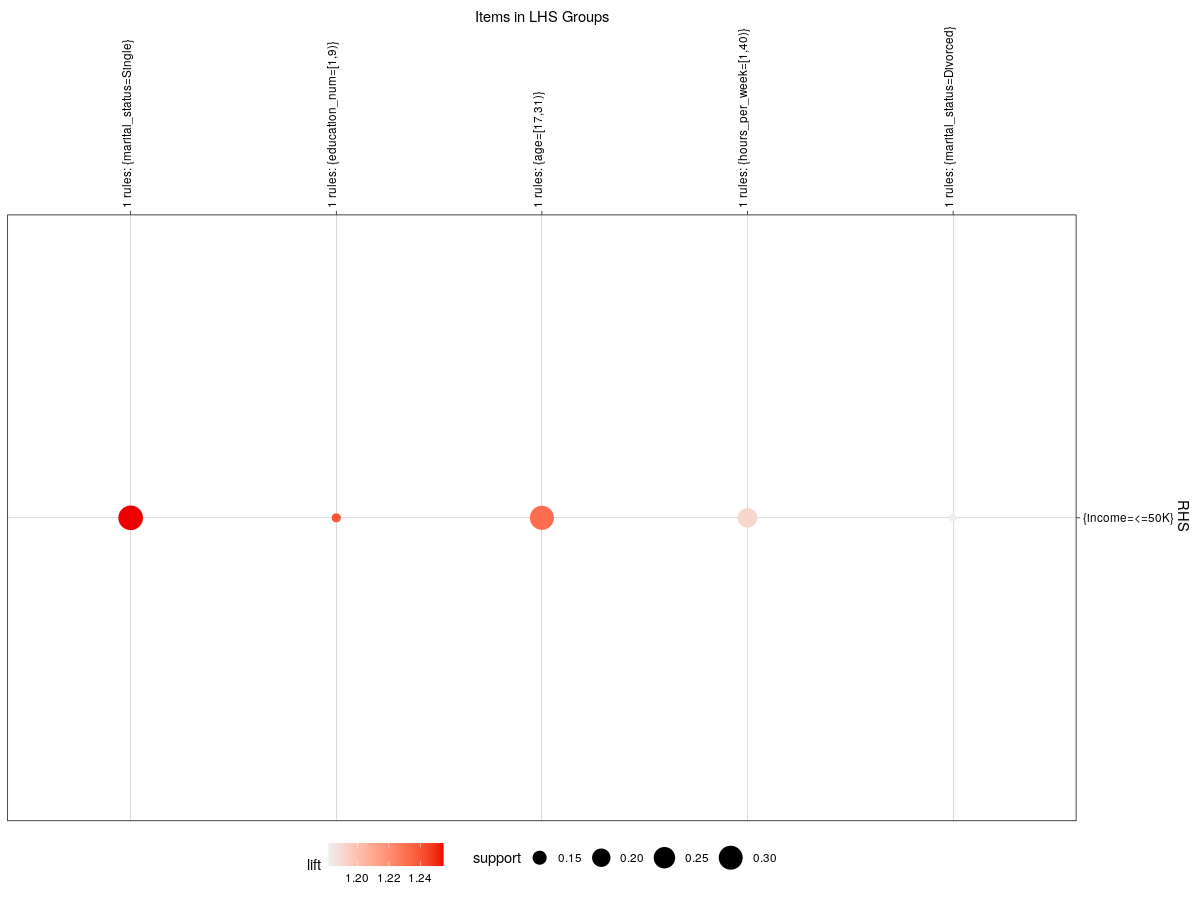 Items in LHS Groups
1 rules: {marital_status=Single}
1 rules: {education_num=[1,9)}
1 rules: {age=[17,31)}
1 rules: {hours_per_week=[1,40)}
1 rules: {marital_status=Divorced}
{income=<=50K}
RHS
lift
1.20 1.22 1.24
support 0.15 0.20 0.25 0.30